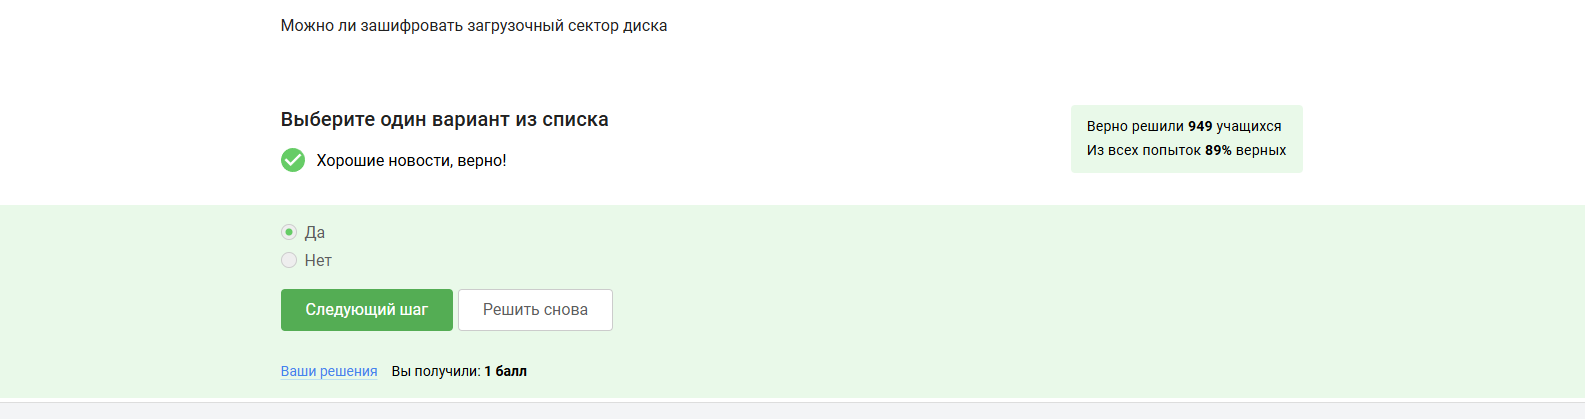 Можно ли зашифровать загрузочный сектор диска
Выберите один вариант из списка
Хорошие новости, верно!
Верно решили 949 учащихся
Из всех попыток 89% верных
Да
Нет
Следующий шаг
Решить снова
Ваши решения Вы получили: 1 балл